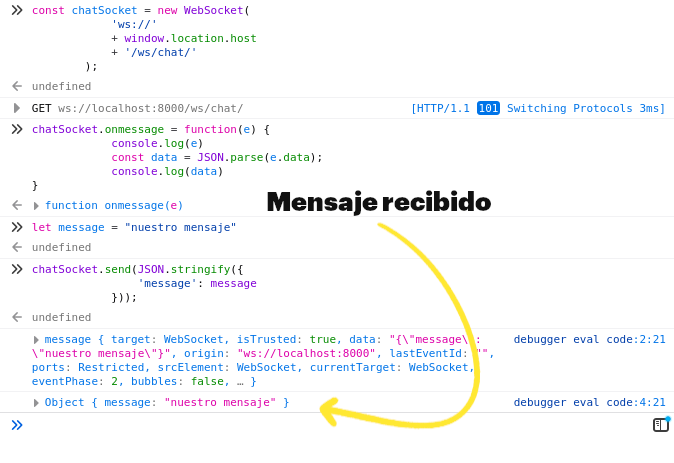 const chatSocket = new WebSocket(
'ws://'
+ window.location.host
+ '/ws/chat/'
);
undefined
GET ws://localhost:8000/ws/chat/ [HTTP/1.1 101 Switching Protocols 3ms]
chatSocket.onmessage = function(e) {
console.log(e)
const data = JSON.parse(e.data);
console.log(data)
}
Mensaje recibido
function onmessage(e)
let message = "nuestro mensaje"
undefined
chatSocket.send(JSON.stringify({
'message': message
}));
undefined
message { target: WebSocket, isTrusted: true, data: "{\"message\": debugger eval code:2:21
\"nuestro mensaje\"}", origin: "ws://localhost:8000", lastEventId: "",
ports: Restricted, srcElement: WebSocket, currentTarget: WebSocket,
eventPhase: 2, bubbles: false, … }
Object { message: "nuestro mensaje" } debugger eval code:4:21